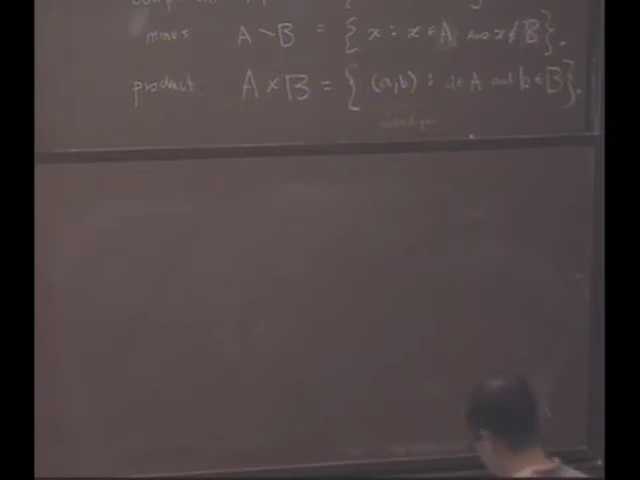 minus A ~ B = { x : x ∈ A and x ∉ B }.
product A × B = { (a,b) : a ∈ A and b ∈ B }.